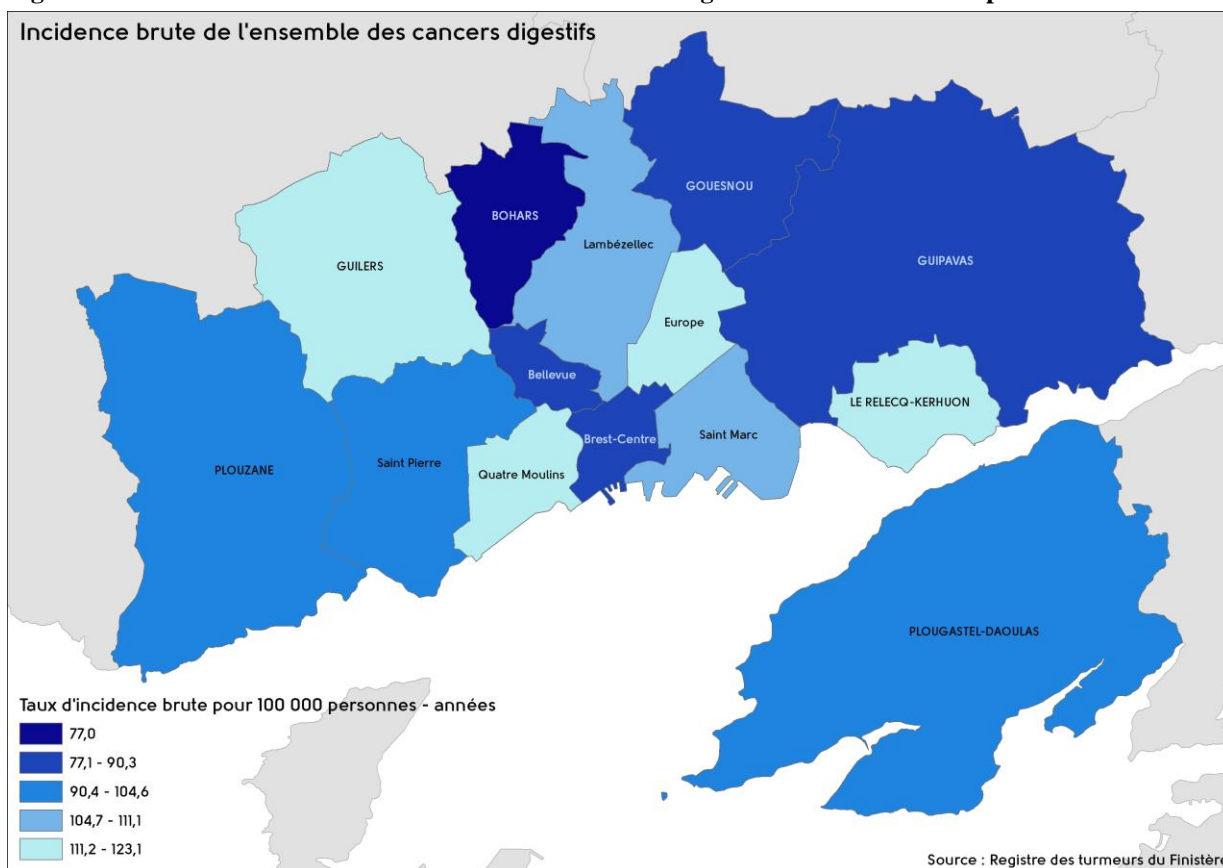 Incidence brute de l'ensemble des cancers digestifs
BOHARS
GOUESNOU
Lambézellec
GUILERS
GUIPAVAS
Europe
Bellevue
LE RELECQ-KERHUON
Brest-Centre
Saint Marc
PLOUZANE
Saint Pierre
Quatre Moulins
PLOUGASTEL-DAOULAS
Taux d'incidence brute pour 100 000 personnes - années
77,0
77,1 - 90,3
90,4 - 104,6
104,7 - 111,1
111,2 - 123,1
Source : Registre des turmeurs du Finistère